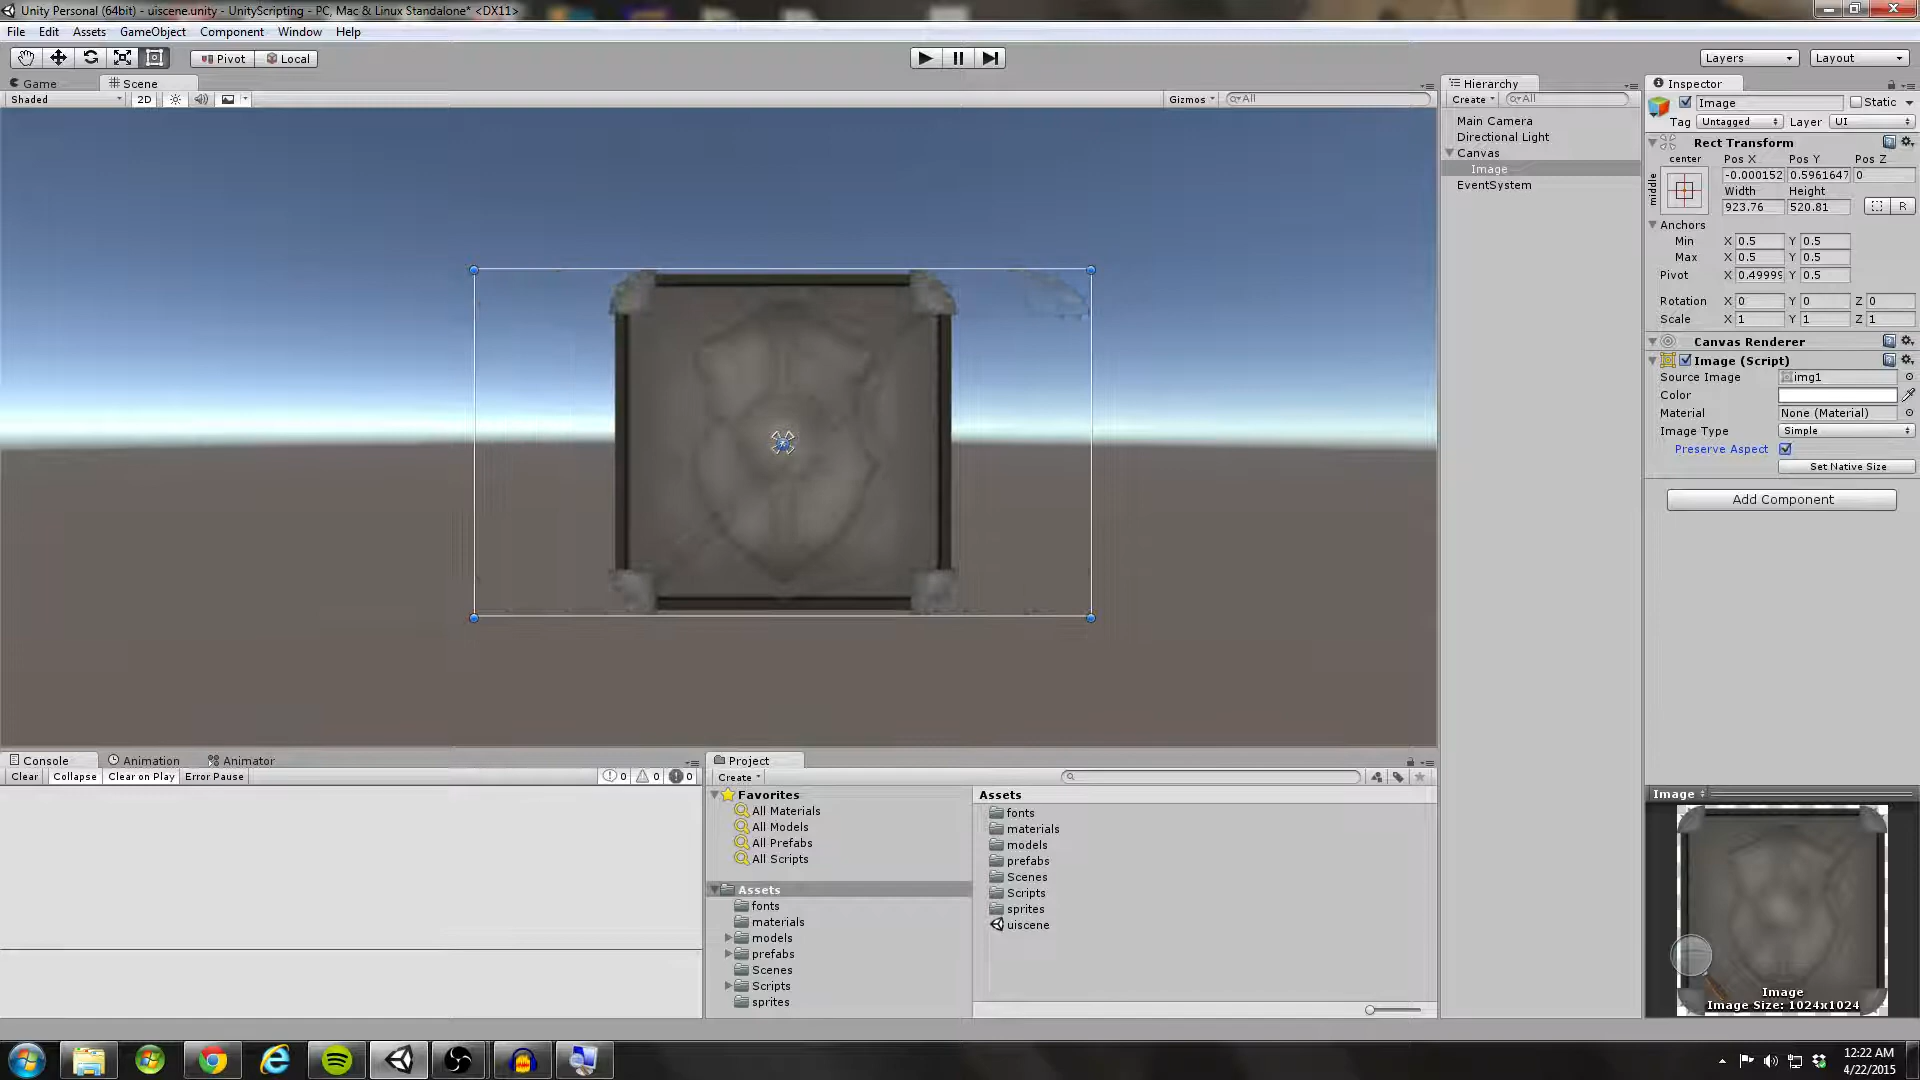 Unity Personal (64bit) - uiscene.unity - UnityScripting - PC, Mac & Linux Standalone* <DX11>
File Edit Assets GameObject Component Window Help
Pivot Local Layers Layout
Game Scene
Shaded 2D Gizmos All
Hierarchy
Create All
Main Camera
Directional Light
Canvas
Image
EventSystem
Inspector
Image Static
Tag Untagged Layer UI
Rect Transform
center Pos X Pos Y Pos Z
middle -0.000152 0.5961647 0
Width Height
923.76 520.81 R
Anchors
Min X 0.5 Y 0.5
Max X 0.5 Y 0.5
Pivot X 0.49999 Y 0.5
Rotation X 0 Y 0 Z 0
Scale X 1 Y 1 Z 1
Canvas Renderer
Image (Script)
Source Image img1
Color
Material None (Material)
Image Type Simple
Preserve Aspect
Set Native Size
Add Component
Console Animation Animator
Clear Collapse Clear on Play Error Pause 0 0 0
Project
Create
Favorites
All Materials
All Models
All Prefabs
All Scripts
Assets
fonts
materials
models
prefabs
Scenes
Scripts
sprites
Assets
fonts
materials
models
prefabs
Scenes
Scripts
sprites
uiscene
Image
Image
Image Size: 1024x1024
12:22 AM
4/22/2015